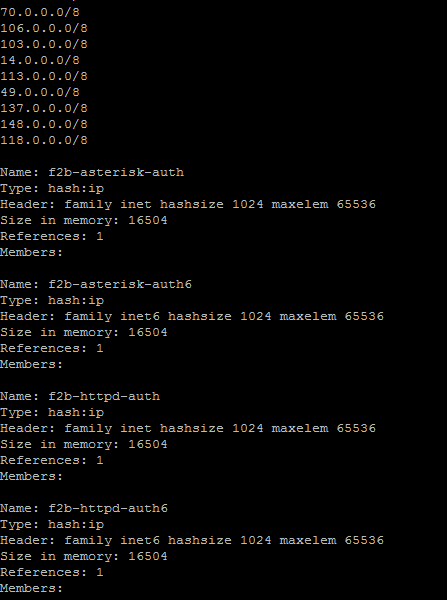 70.0.0.0/8
106.0.0.0/8
103.0.0.0/8
14.0.0.0/8
113.0.0.0/8
49.0.0.0/8
137.0.0.0/8
148.0.0.0/8
118.0.0.0/8
Name: f2b-asterisk-auth
Type: hash:ip
Header: family inet hashsize 1024 maxelem 65536
Size in memory: 16504
References: 1
Members:
Name: f2b-asterisk-auth6
Type: hash:ip
Header: family inet6 hashsize 1024 maxelem 65536
Size in memory: 16504
References: 1
Members:
Name: f2b-httpd-auth
Type: hash:ip
Header: family inet hashsize 1024 maxelem 65536
Size in memory: 16504
References: 1
Members:
Name: f2b-httpd-auth6
Type: hash:ip
Header: family inet6 hashsize 1024 maxelem 65536
Size in memory: 16504
References: 1
Members: